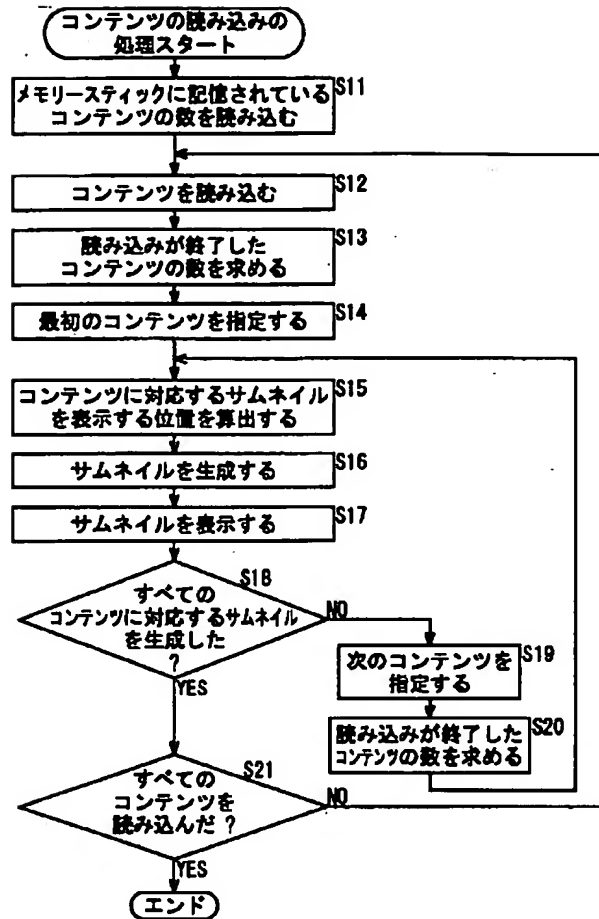 コンテンツの読み込みの
処理スタート
S11
メモリースティックに記憶されている
コンテンツの数を読み込む
S12
コンテンツを読み込む
S13
読み込みが終了した
コンテンツの数を求める
S14
最初のコンテンツを指定する
S15
コンテンツに対応するサムネイル
を表示する位置を算出する
S16
サムネイルを生成する
S17
サムネイルを表示する
S18
すべての
コンテンツに対応するサムネイル
を生成した
?
NO
YES
S19
次のコンテンツを
指定する
S20
読み込みが終了した
コンテンツの数を求める
S21
すべての
コンテンツを
読み込んだ ?
NO
YES
エンド